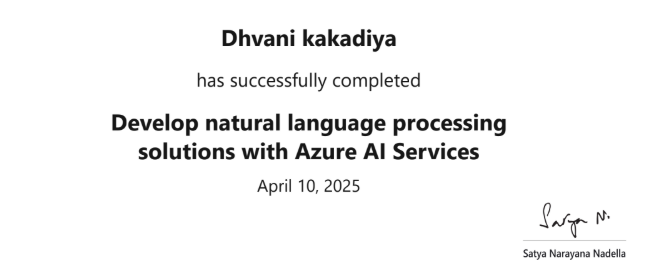 Dhvani kakadiya
has successfully completed
Develop natural language processing
solutions with Azure AI Services
April 10, 2025
Satya N.
Satya Narayana Nadella